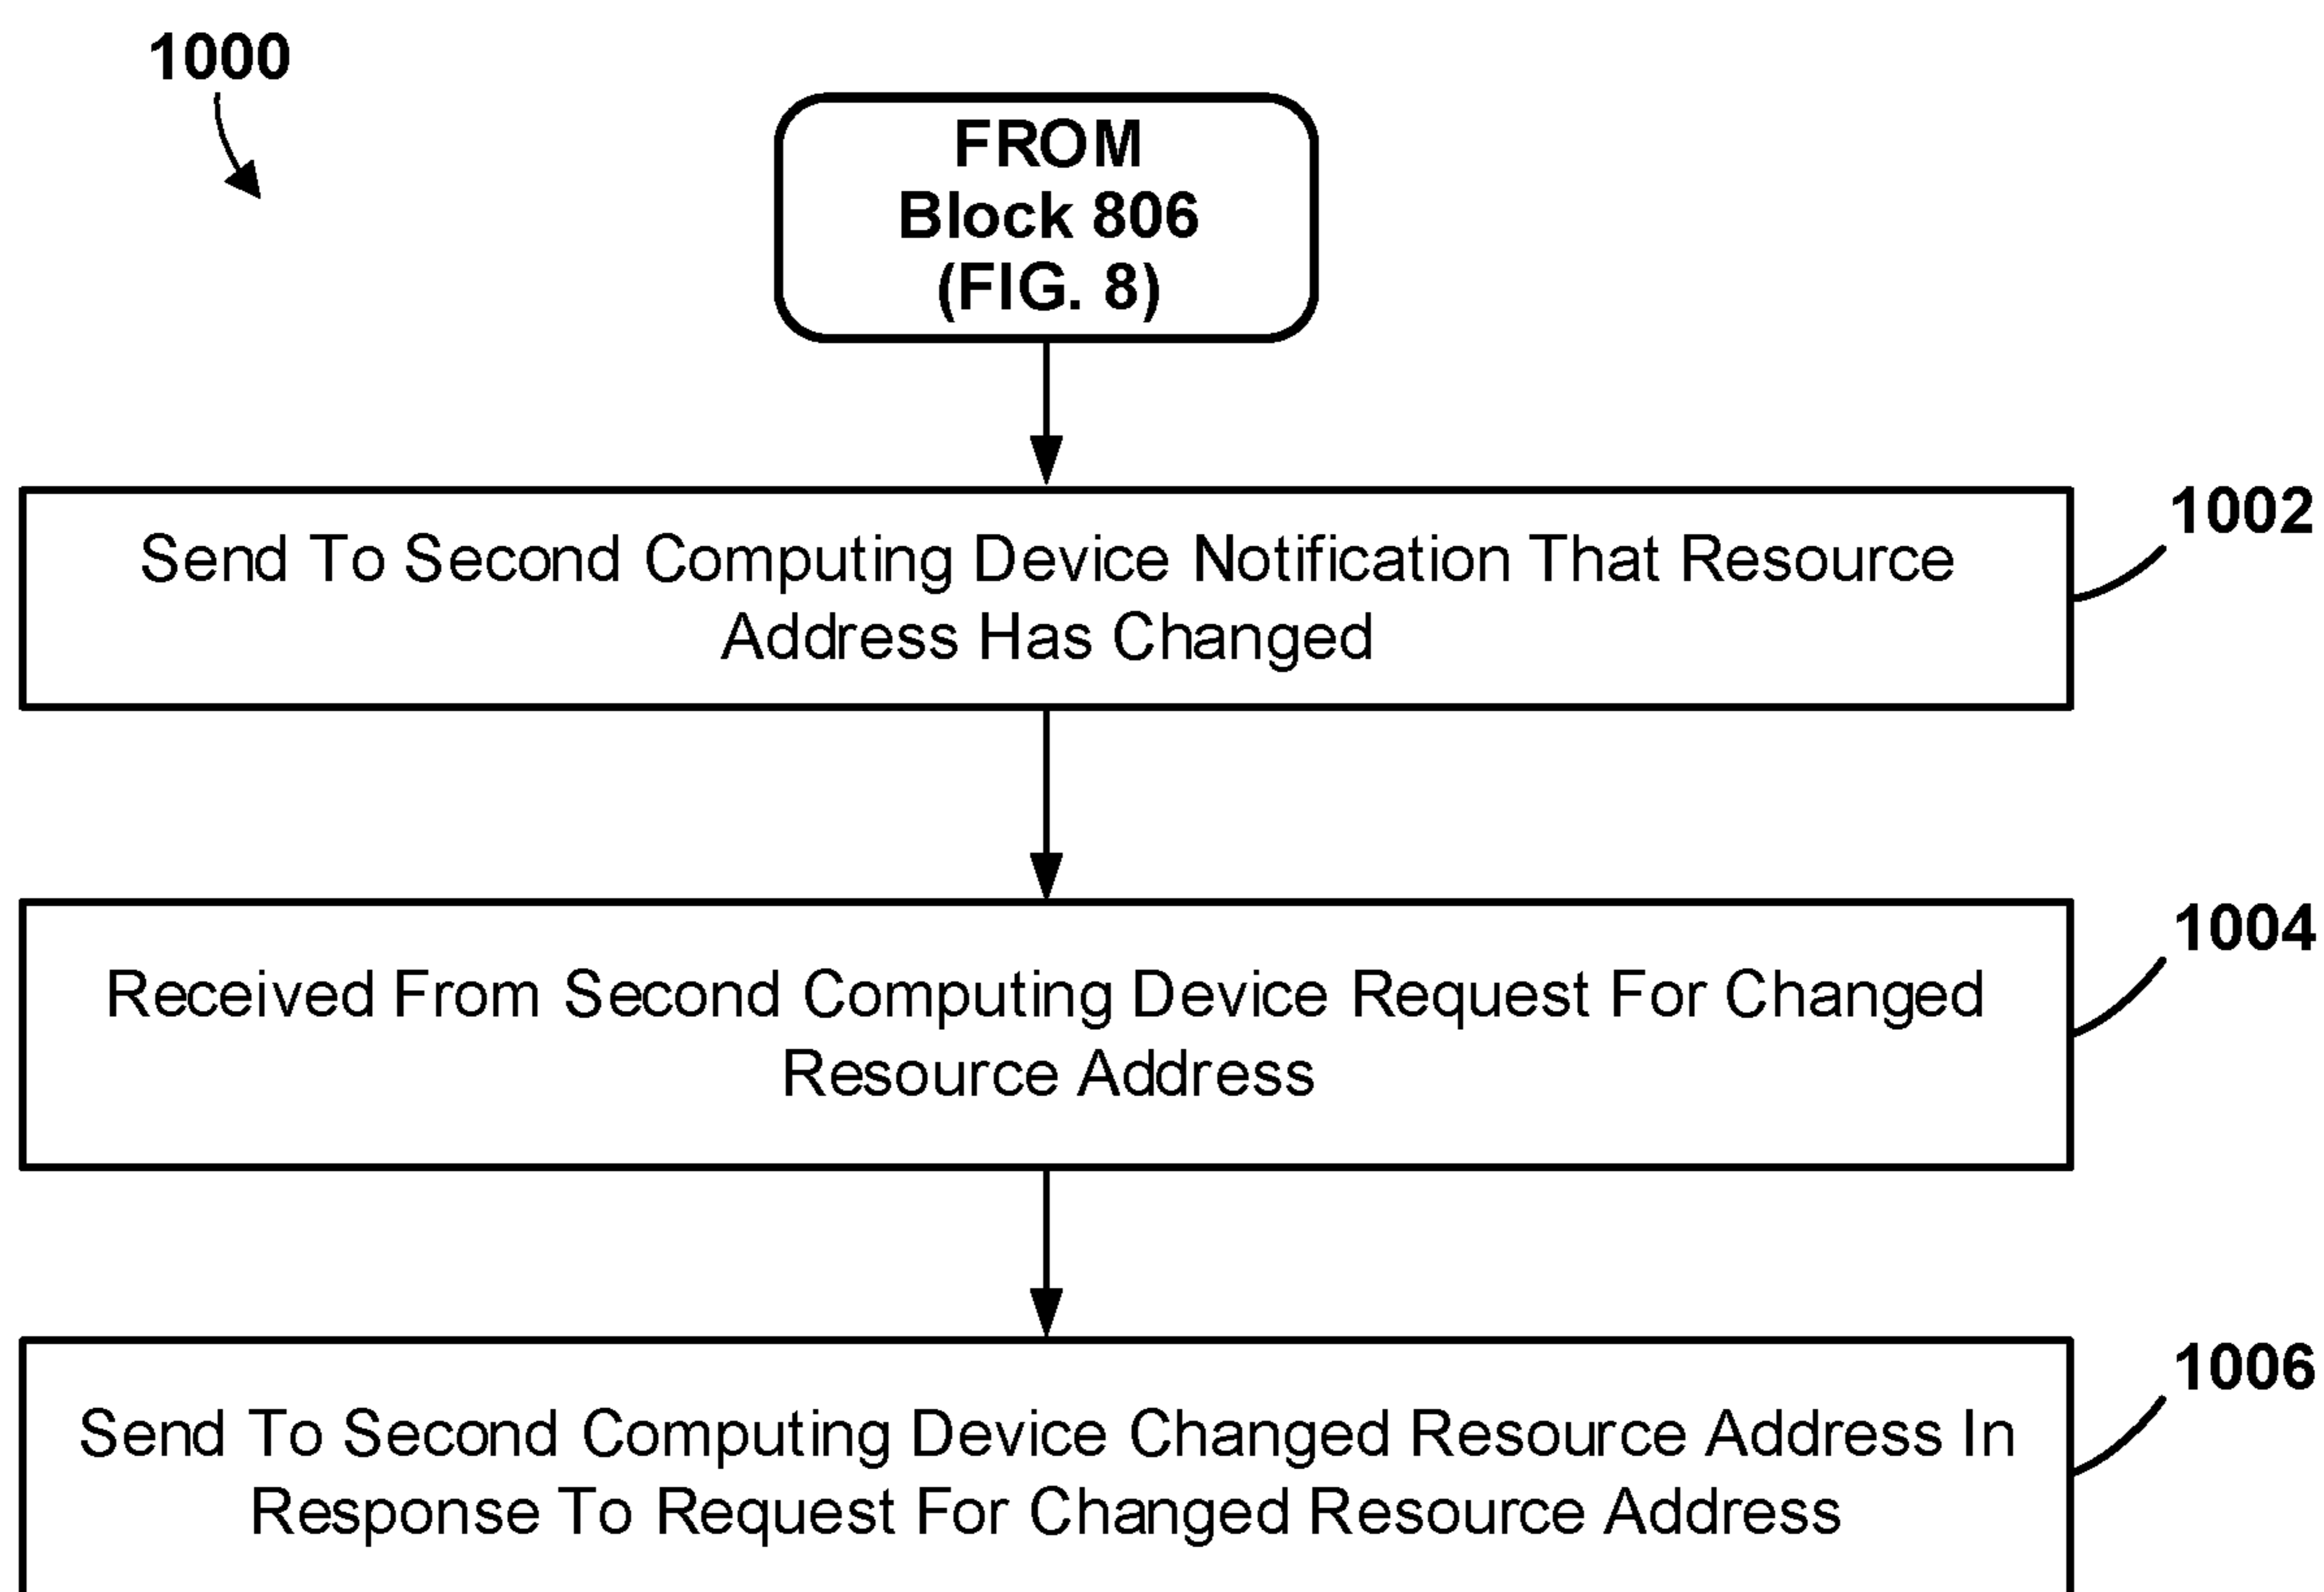 1000
FROM
Block 806
(FIG. 8)
1002
Send To Second Computing Device Notification That Resource
Address Has Changed
1004
Received From Second Computing Device Request For Changed
Resource Address
1006
Send To Second Computing Device Changed Resource Address In
Response To Request For Changed Resource Address